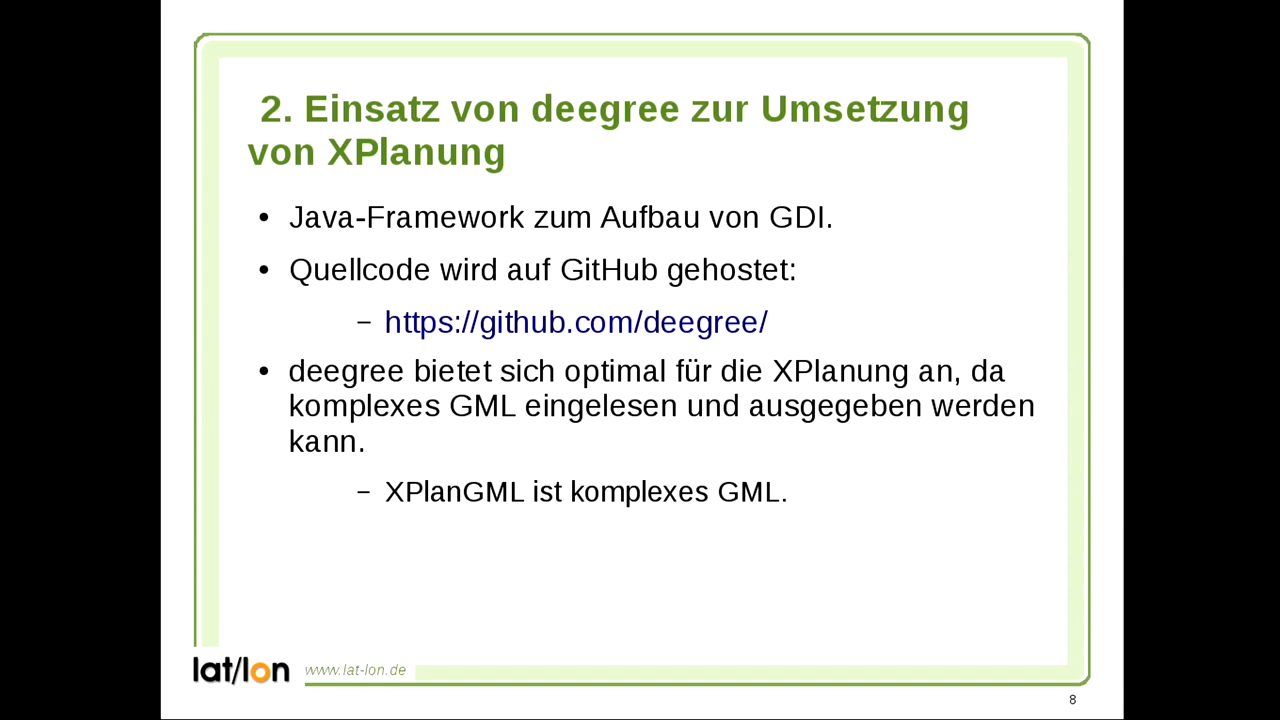 2. Einsatz von deegree zur Umsetzung
von XPlanung
• Java-Framework zum Aufbau von GDI.
• Quellcode wird auf GitHub gehostet:
– https://github.com/deegree/
• deegree bietet sich optimal für die XPlanung an, da
komplexes GML eingelesen und ausgegeben werden
kann.
– XPlanGML ist komplexes GML.
lat/lon www.lat-lon.de
8